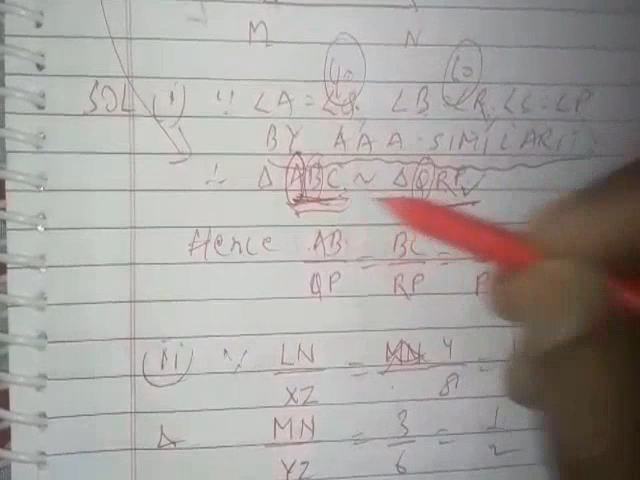 M N
40 60
SOL (i) ∵ ∠A = ∠Q. ∠B = ∠R. ∠C = ∠P
BY AAA SIMILARIT
∴ Δ ABC ~ Δ QRP
Hence AB/QP = BC/RP =
(ii) ∵ LN/XZ = 4/8 =
MN/YZ = 3/6 = 1/2